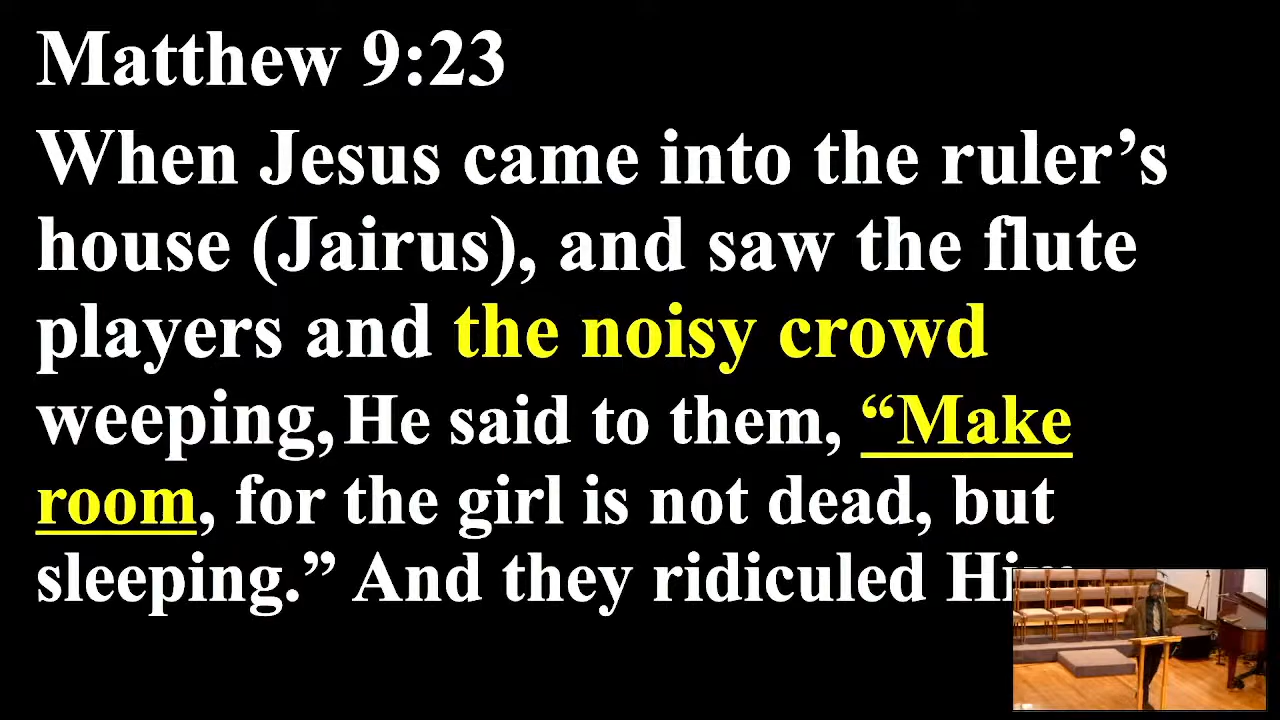 Matthew 9:23
When Jesus came into the ruler’s
house (Jairus), and saw the flute
players and the noisy crowd
weeping, He said to them, “Make
room, for the girl is not dead, but
sleeping.” And they ridiculed Him